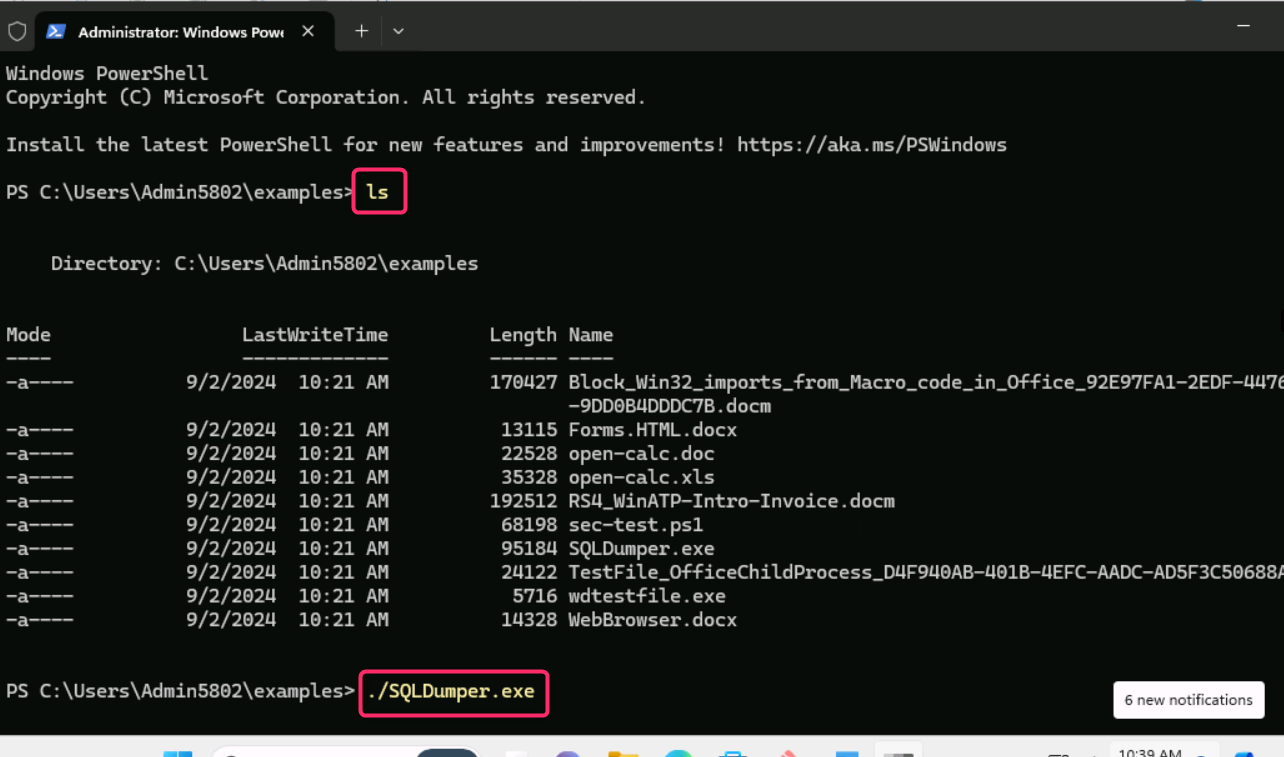 Administrator: Windows Powe
Windows PowerShell
Copyright (C) Microsoft Corporation. All rights reserved.
Install the latest PowerShell for new features and improvements! https://aka.ms/PSWindows
PS C:\Users\Admin5802\examples> ls
Directory: C:\Users\Admin5802\examples
Mode LastWriteTime Length Name
---- ------------- ------ ----
-a---- 9/2/2024 10:21 AM 170427 Block_Win32_imports_from_Macro_code_in_Office_92E97FA1-2EDF-4476
-9DD0B4DDDC7B.docm
-a---- 9/2/2024 10:21 AM 13115 Forms.HTML.docx
-a---- 9/2/2024 10:21 AM 22528 open-calc.doc
-a---- 9/2/2024 10:21 AM 35328 open-calc.xls
-a---- 9/2/2024 10:21 AM 192512 RS4_WinATP-Intro-Invoice.docm
-a---- 9/2/2024 10:21 AM 68198 sec-test.ps1
-a---- 9/2/2024 10:21 AM 95184 SQLDumper.exe
-a---- 9/2/2024 10:21 AM 24122 TestFile_OfficeChildProcess_D4F940AB-401B-4EFC-AADC-AD5F3C50688A
-a---- 9/2/2024 10:21 AM 5716 wdtestfile.exe
-a---- 9/2/2024 10:21 AM 14328 WebBrowser.docx
PS C:\Users\Admin5802\examples> ./SQLDumper.exe
6 new notifications
10:39 AM